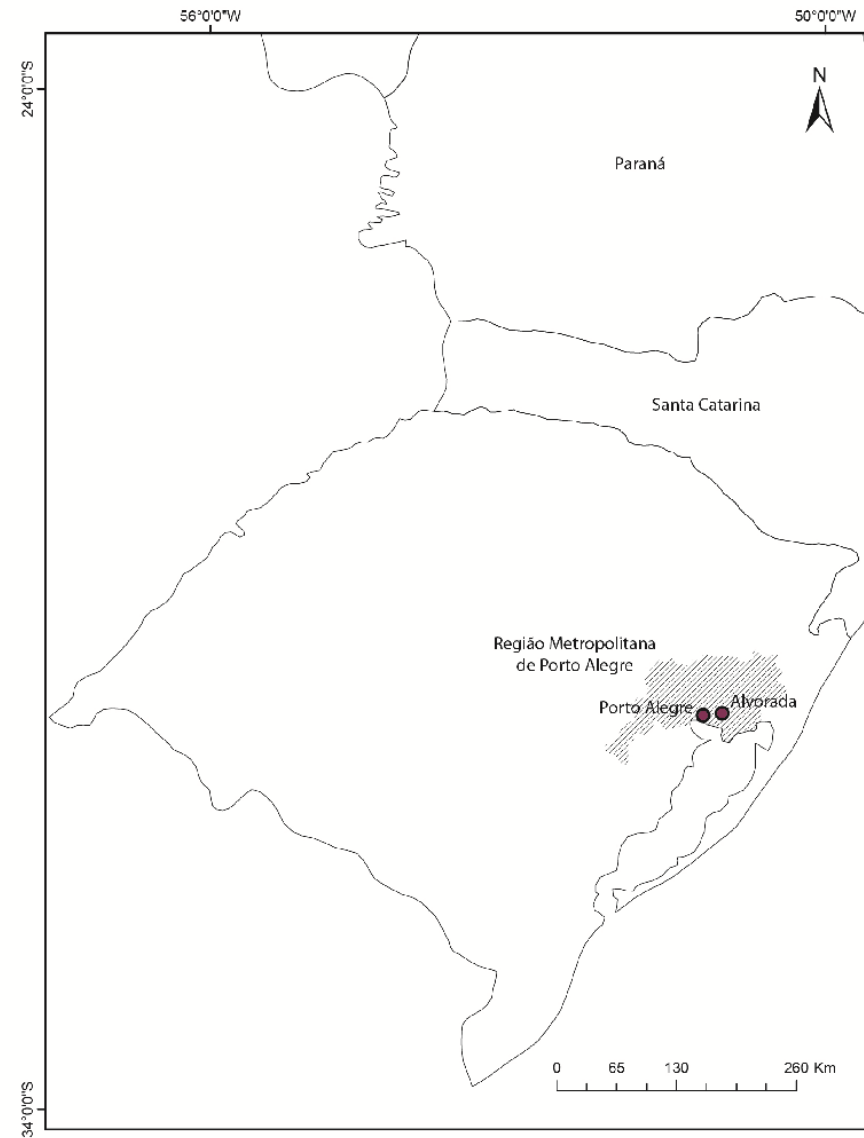 56°0'0"W
50°0'0"W
24°0'0"S
N
Paraná
Santa Catarina
Região Metropolitana
de Porto Alegre
Porto Alegre
Alvorada
0 65 130 260 Km
34°0'0"S